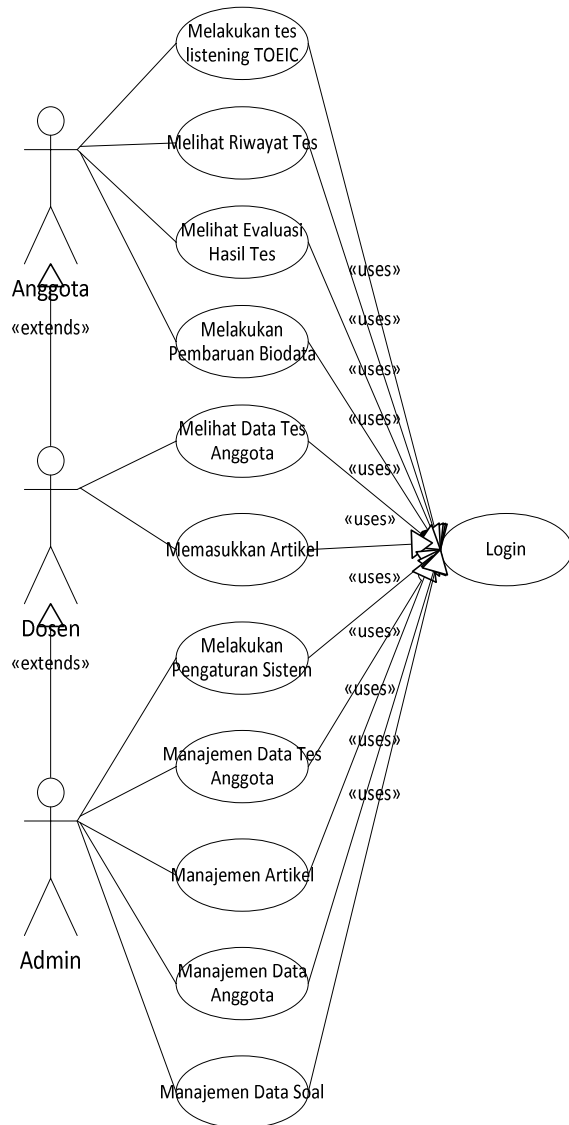 Melakukan tes
listening TOEIC
Melihat Riwayat Tes
Melihat Evaluasi
Hasil Tes
«uses»
Anggota
«extends»
«uses»
Melakukan
Pembaruan Biodata
«uses»
«uses»
Melihat Data Tes
Anggota
«uses»
«uses»
Memasukkan Artikel
Login
«uses»
Dosen
«extends»
Melakukan
Pengaturan Sistem
«uses»
«uses»
Manajemen Data Tes
Anggota
«uses»
«uses»
Manajemen Artikel
Admin
Manajemen Data
Anggota
Manajemen Data Soal